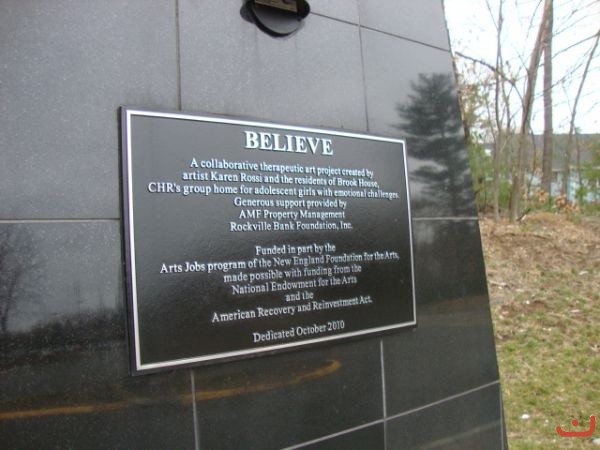 BELIEVE
A collaborative therapeutic art project created by
artist Karen Rossi and the residents of Brook House,
CHR's group home for adolescent girls with emotional challenges.
Generous support provided by
AMF Property Management
Rockville Bank Foundation, Inc.
Funded in part by the
Arts Jobs program of the New England Foundation for the Arts,
made possible with funding from the
National Endowment for the Arts
and the
American Recovery and Reinvestment Act.
Dedicated October 2010